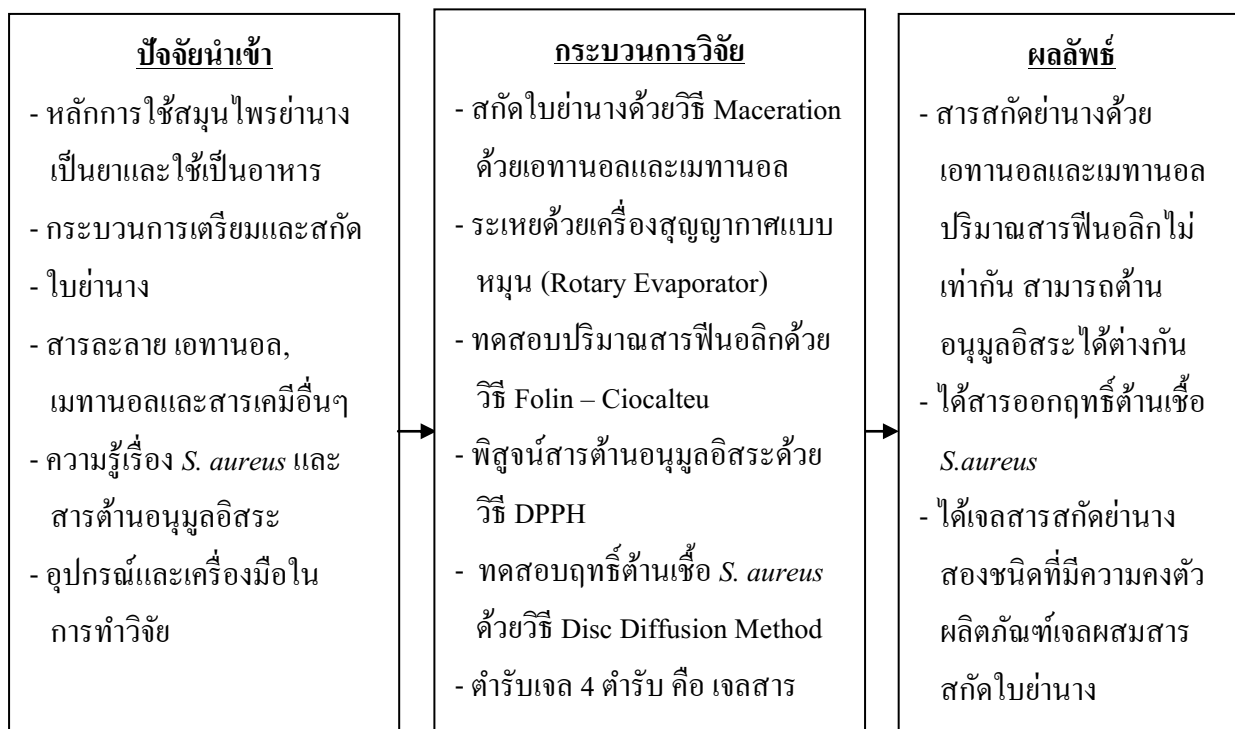 ปัจจัยนำเข้า
- หลักการใช้สมุนไพรย่านาง
เป็นยาและใช้เป็นอาหาร
- กระบวนการเตรียมและสกัด
- ใบย่านาง
- สารละลาย เอทานอล,
เมทานอลและสารเคมีอื่นๆ
- ความรู้เรื่อง S. aureus และ
สารต้านอนุมูลอิสระ
- อุปกรณ์และเครื่องมือใน
การทำวิจัย
กระบวนการวิจัย
- สกัดใบย่านางด้วยวิธี Maceration
ด้วยเอทานอลและเมทานอล
- ระเหยด้วยเครื่องสุญญากาศแบบ
หมุน (Rotary Evaporator)
- ทดสอบปริมาณสารฟีนอลิกด้วย
วิธี Folin – Ciocalteu
- พิสูจน์สารต้านอนุมูลอิสระด้วย
วิธี DPPH
- ทดสอบฤทธิ์ต้านเชื้อ S. aureus
ด้วยวิธี Disc Diffusion Method
- ตำรับเจล 4 ตำรับ คือ เจลสาร
ผลลัพธ์
- สารสกัดย่านางด้วย
เอทานอลและเมทานอล
ปริมาณสารฟีนอลิกไม่
เท่ากัน สามารถต้าน
อนุมูลอิสระได้ต่างกัน
- ได้สารออกฤทธิ์ต้านเชื้อ
S.aureus
- ได้เจลสารสกัดย่านาง
สองชนิดที่มีความคงตัว
ผลิตภัณฑ์เจลผสมสาร
สกัดใบย่านาง